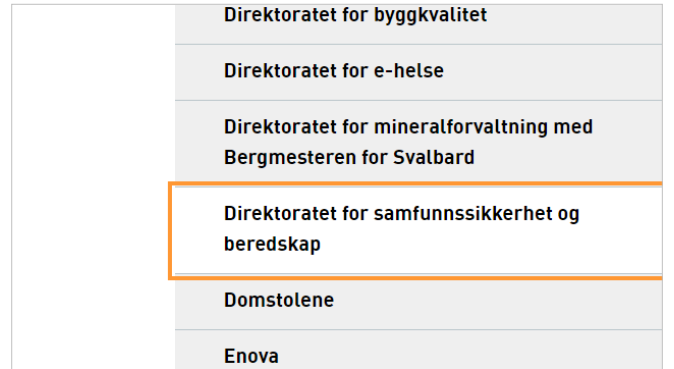 Direktoratet for byggkvalitet
Direktoratet for e-helse
Direktoratet for mineralforvaltning med
Bergmesteren for Svalbard
Direktoratet for samfunnssikkerhet og
beredskap
Domstolene
Enova